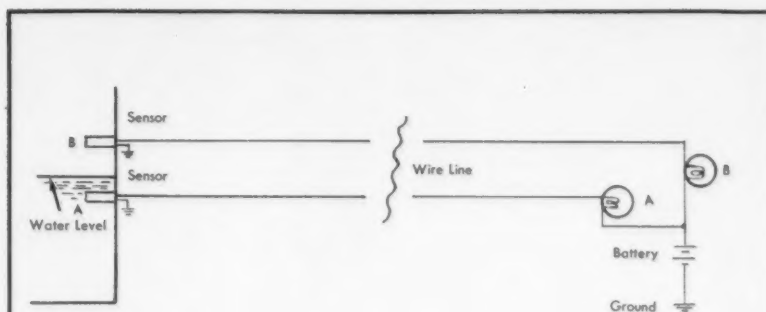 Sensor
B
Sensor
Wire Line
B
A
A
Water Level
Battery
Ground